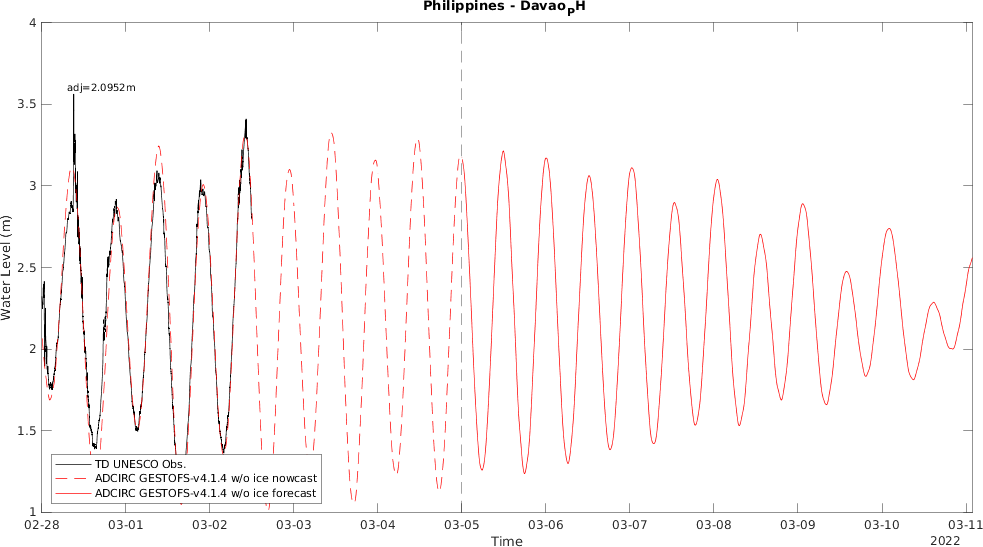 Philippines - Davao_PH
adj=2.0952m
Water Level (m)
4
3.5
3
2.5
2
1.5
1
TD UNESCO Obs.
ADCIRC GESTOFS-v4.1.4 w/o ice nowcast
ADCIRC GESTOFS-v4.1.4 w/o ice forecast
02-28 03-01 03-02 03-03 03-04 03-05 03-06 03-07 03-08 03-09 03-10 03-11
Time
2022